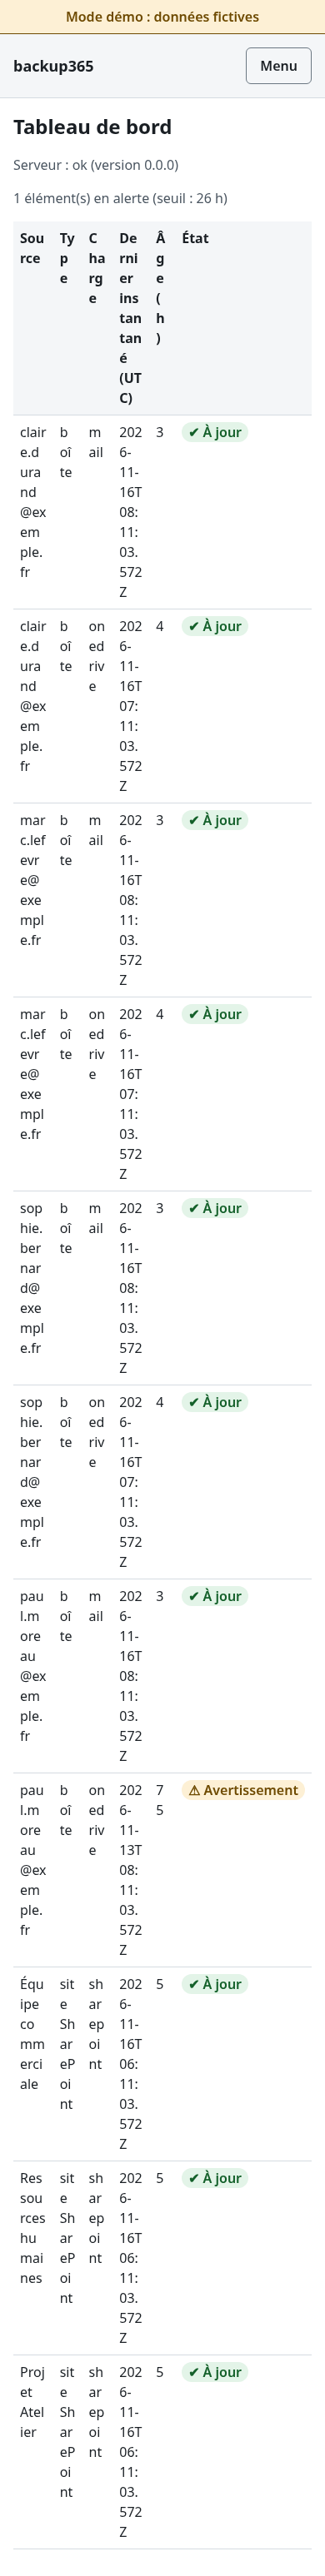 Mode démo : données fictives
backup365
Menu
Tableau de bord
Serveur : ok (version 0.0.0)
1 élément(s) en alerte (seuil : 26 h)
Source Type Charge Dernier instantané (UTC) Âge (h) État
claire.durand@exemple.fr boîte mail 2026-11-16T08:11:03.572Z 3 ✔ À jour
claire.durand@exemple.fr boîte onedrive 2026-11-16T07:11:03.572Z 4 ✔ À jour
marc.lefevre@exemple.fr boîte mail 2026-11-16T08:11:03.572Z 3 ✔ À jour
marc.lefevre@exemple.fr boîte onedrive 2026-11-16T07:11:03.572Z 4 ✔ À jour
sophie.bernard@exemple.fr boîte mail 2026-11-16T08:11:03.572Z 3 ✔ À jour
sophie.bernard@exemple.fr boîte onedrive 2026-11-16T07:11:03.572Z 4 ✔ À jour
paul.moreau@exemple.fr boîte mail 2026-11-16T08:11:03.572Z 3 ✔ À jour
paul.moreau@exemple.fr boîte onedrive 2026-11-13T08:11:03.572Z 75 ⚠ Avertissement
Équipe commerciale site SharePoint sharepoint 2026-11-16T06:11:03.572Z 5 ✔ À jour
Ressources humaines site SharePoint sharepoint 2026-11-16T06:11:03.572Z 5 ✔ À jour
Projet Atelier site SharePoint sharepoint 2026-11-16T06:11:03.572Z 5 ✔ À jour